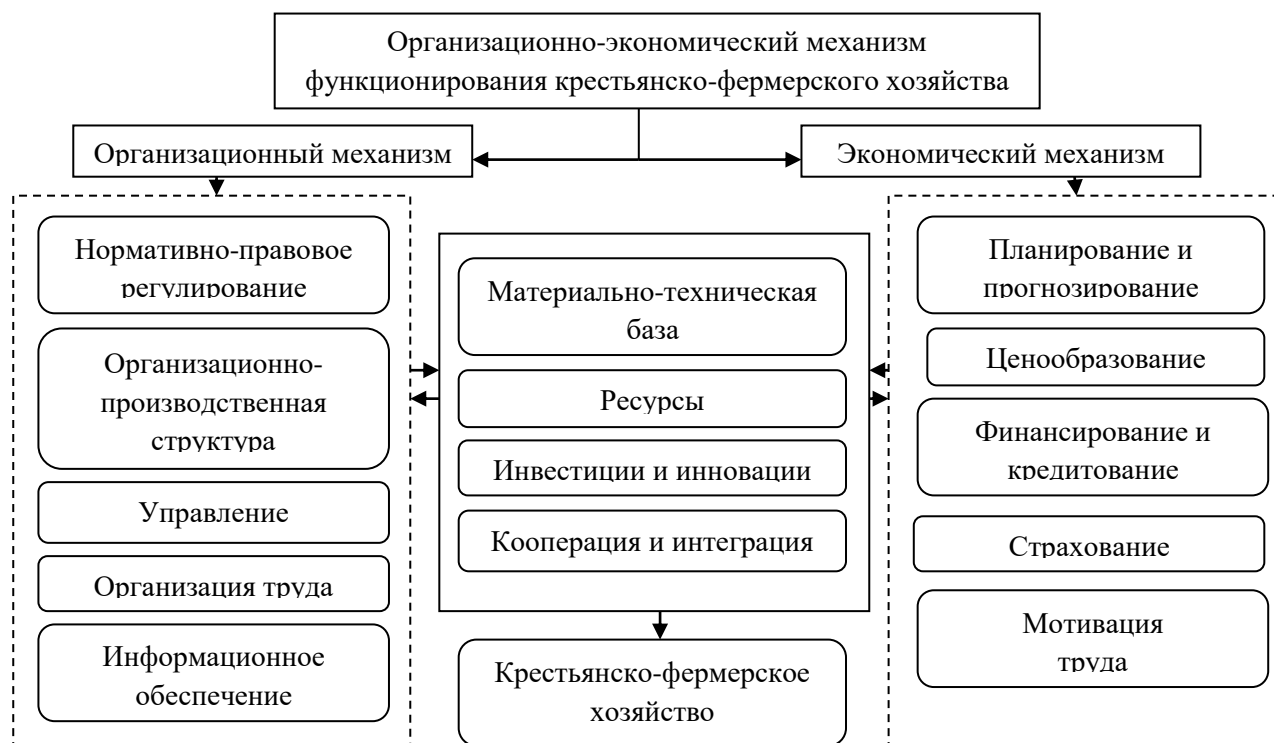 Организационно-экономический механизм
функционирования крестьянско-фермерского хозяйства
Организационный механизм
Экономический механизм
Нормативно-правовое
регулирование
Организационно-
производственная
структура
Управление
Организация труда
Информационное
обеспечение
Материально-техническая
база
Ресурсы
Инвестиции и инновации
Кооперация и интеграция
Крестьянско-фермерское
хозяйство
Планирование и
прогнозирование
Ценообразование
Финансирование и
кредитование
Страхование
Мотивация
труда